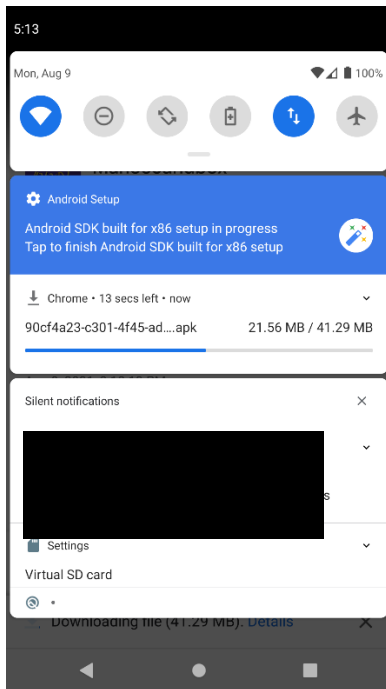 5:13
Mon, Aug 9 100%
Android Setup
Android SDK built for x86 setup in progress
Tap to finish Android SDK built for x86 setup
Chrome • 13 secs left • now
90cf4a23-c301-4f45-ad....apk 21.56 MB / 41.29 MB
Silent notifications
s
Settings
Virtual SD card
Downloading file (41.29 MB). Details